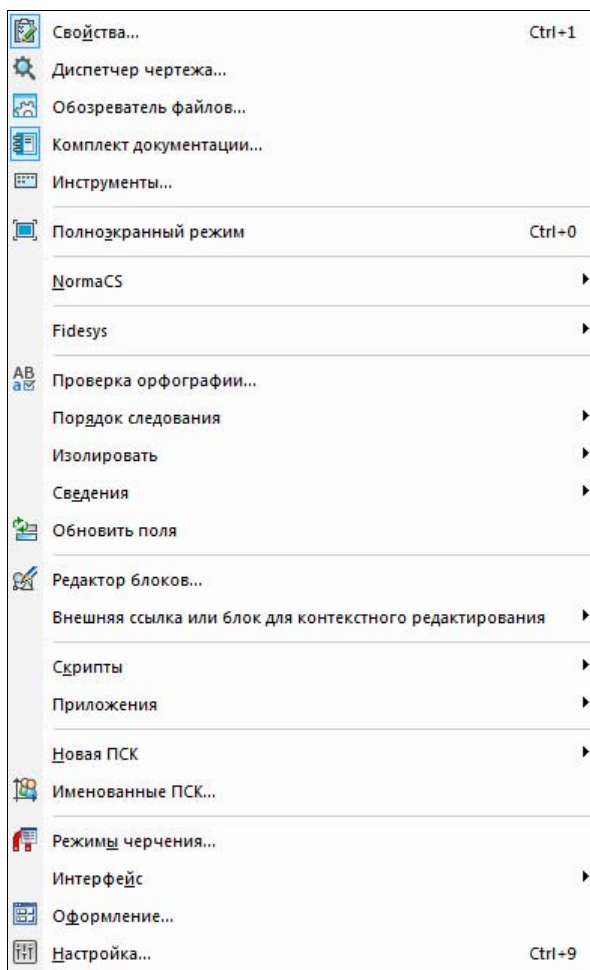 Свойства... Ctrl+1
Диспетчер чертежа...
Обозреватель файлов...
Комплект документации...
Инструменты...
Полноэкранный режим Ctrl+0
NormaCS
Fidesys
AB
a
Проверка орфографии...
Порядок следования
Изолировать
Сведения
Обновить поля
Редактор блоков...
Внешняя ссылка или блок для контекстного редактирования
Скрипты
Приложения
Новая ПСК
Именованные ПСК...
Режимы черчения...
Интерфейс
Оформление...
Настройка... Ctrl+9